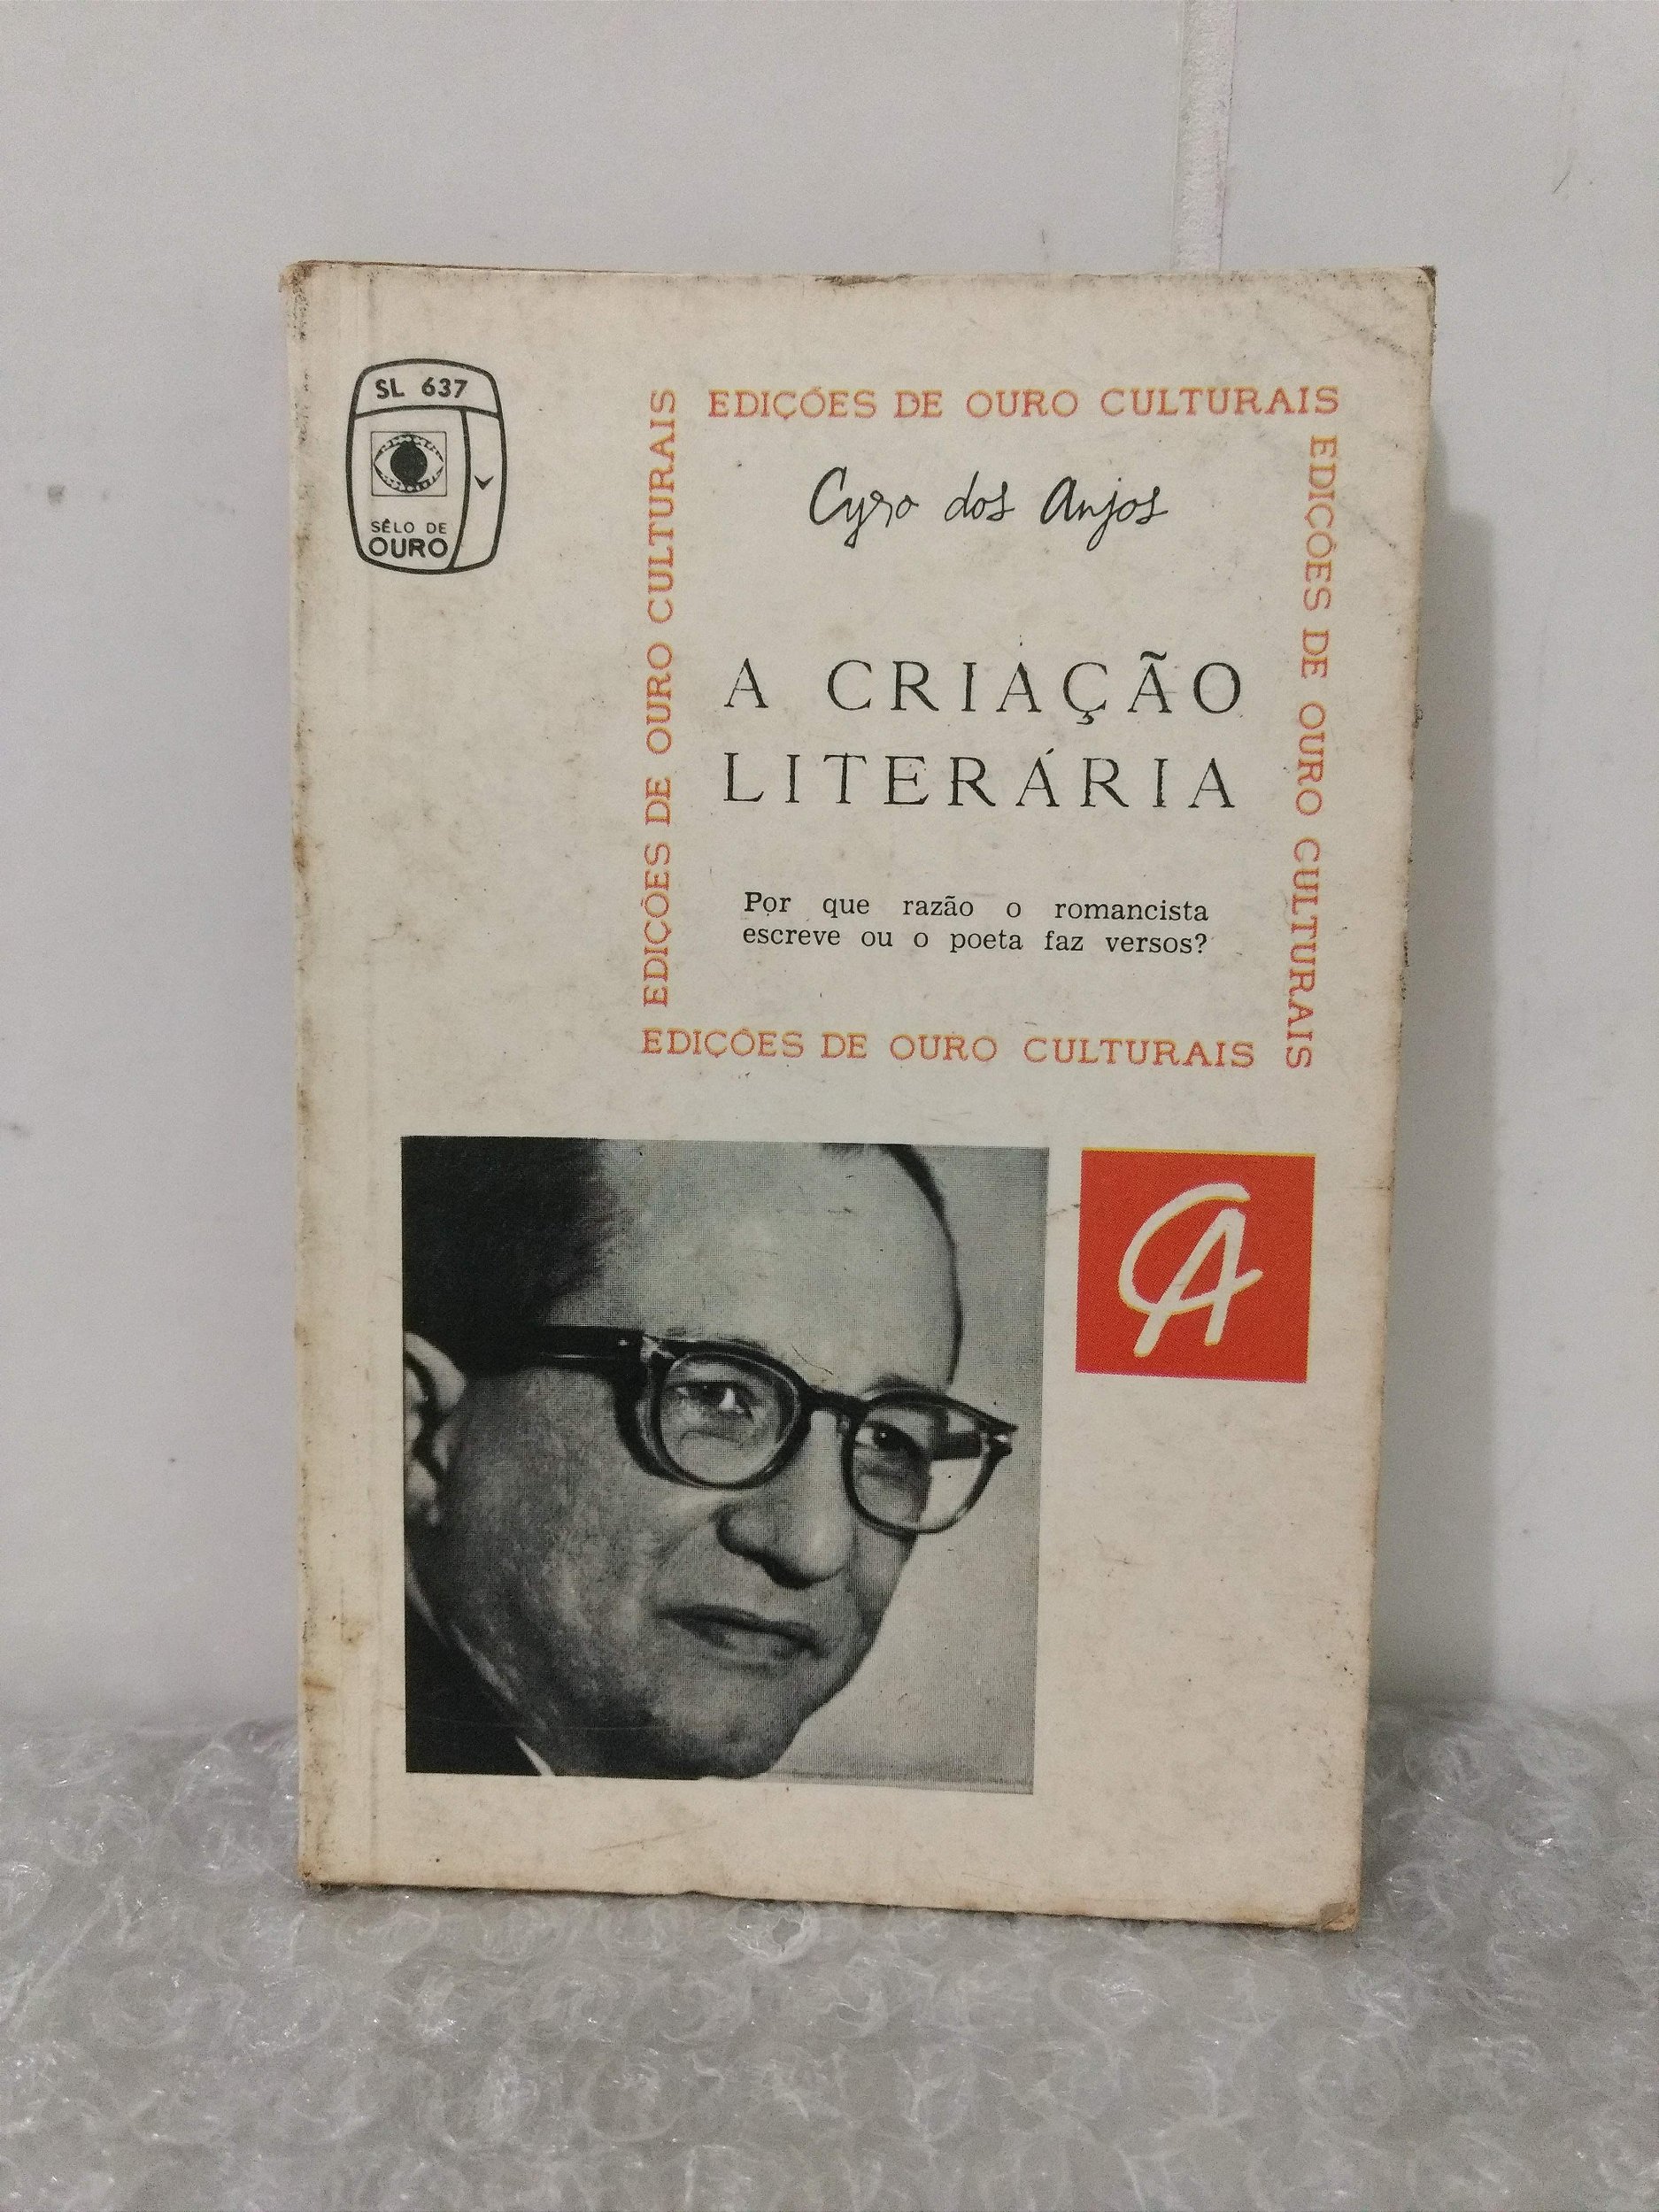 SL 637
SÊLO DE
OURO
EDIÇÕES DE OURO CULTURAIS
EDIÇÕES DE OURO CULTURAIS
EDIÇÕES DE OURO CULTURAIS
Cyro dos Anjos
A CRIAÇÃO
LITERÁRIA
Por que razão o romancista
escreve ou o poeta faz versos?
EDIÇÕES DE OURO CULTURAIS
CA